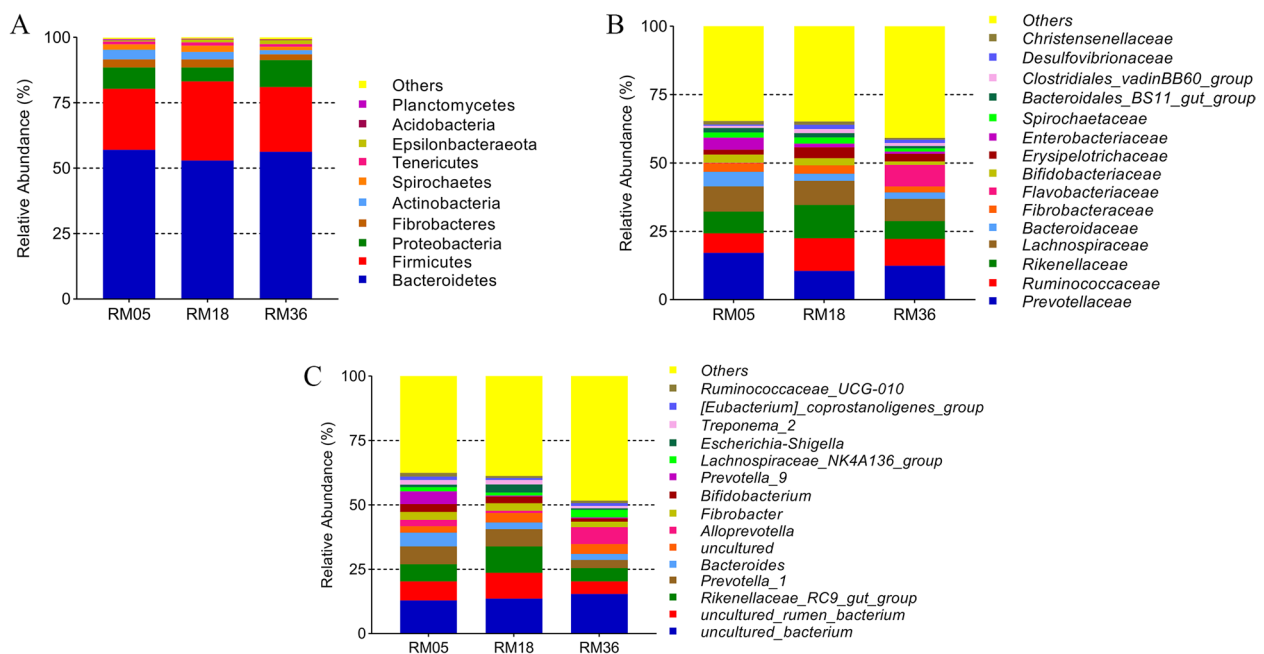 A
Relative Abundance (%)
100
75
50
25
0
RM05 RM18 RM36
Others
Planctomycetes
Acidobacteria
Epsilonbacteraeota
Tenericutes
Spirochaetes
Actinobacteria
Fibrobacteres
Proteobacteria
Firmicutes
Bacteroidetes
B
Relative Abundance (%)
100
75
50
25
0
RM05 RM18 RM36
Others
Christensenellaceae
Desulfovibrionaceae
Clostridiales_vadinBB60_group
Bacteroidales_BS11_gut_group
Spirochaetaceae
Enterobacteriaceae
Erysipelotrichaceae
Bifidobacteriaceae
Flavobacteriaceae
Fibrobacteraceae
Bacteroidaceae
Lachnospiraceae
Rikenellaceae
Ruminococcaceae
Prevotellaceae
C
Relative Abundance (%)
100
75
50
25
0
RM05 RM18 RM36
Others
Ruminococcaceae_UCG-010
[Eubacterium]_coprostanoligenes_group
Treponema_2
Escherichia-Shigella
Lachnospiraceae_NK4A136_group
Prevotella_9
Bifidobacterium
Fibrobacter
Alloprevotella
uncultured
Bacteroides
Prevotella_1
Rikenellaceae_RC9_gut_group
uncultured_rumen_bacterium
uncultured_bacterium